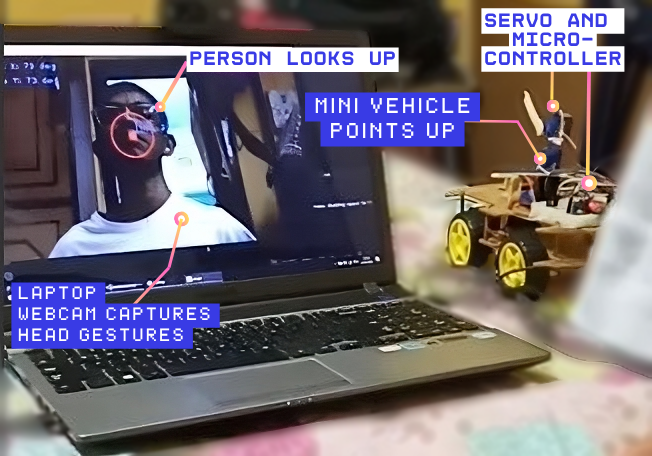 SERVO AND
MICRO-
CONTROLLER
PERSON LOOKS UP
MINI VEHICLE
POINTS UP
LAPTOP
WEBCAM CAPTURES
HEAD GESTURES